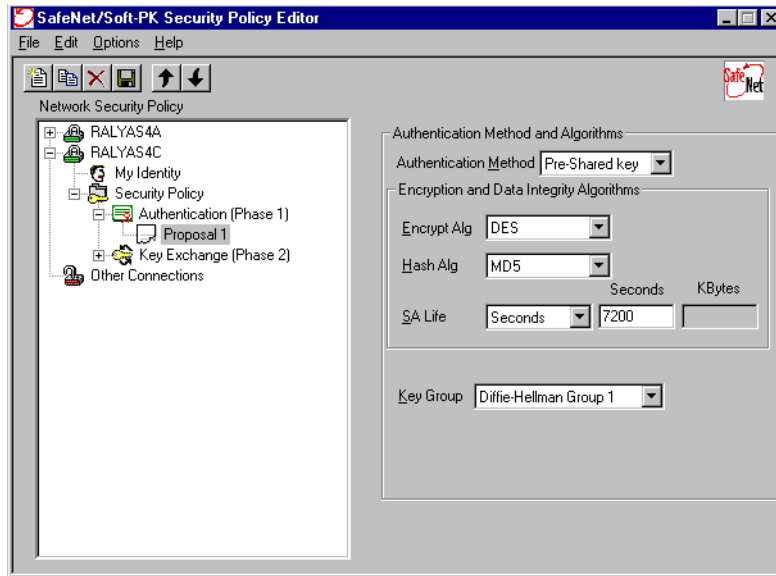 SafeNet/Soft-PK Security Policy Editor
File Edit Options Help
Safe Net
Network Security Policy
RALYAS4A
RALYAS4C
My Identity
Security Policy
Authentication (Phase 1)
Proposal 1
Key Exchange (Phase 2)
Other Connections
Authentication Method and Algorithms
Authentication Method Pre-Shared key
Encryption and Data Integrity Algorithms
Encrypt Alg DES
Hash Alg MD5
Seconds KBytes
SA Life Seconds 7200
Key Group Diffie-Hellman Group 1